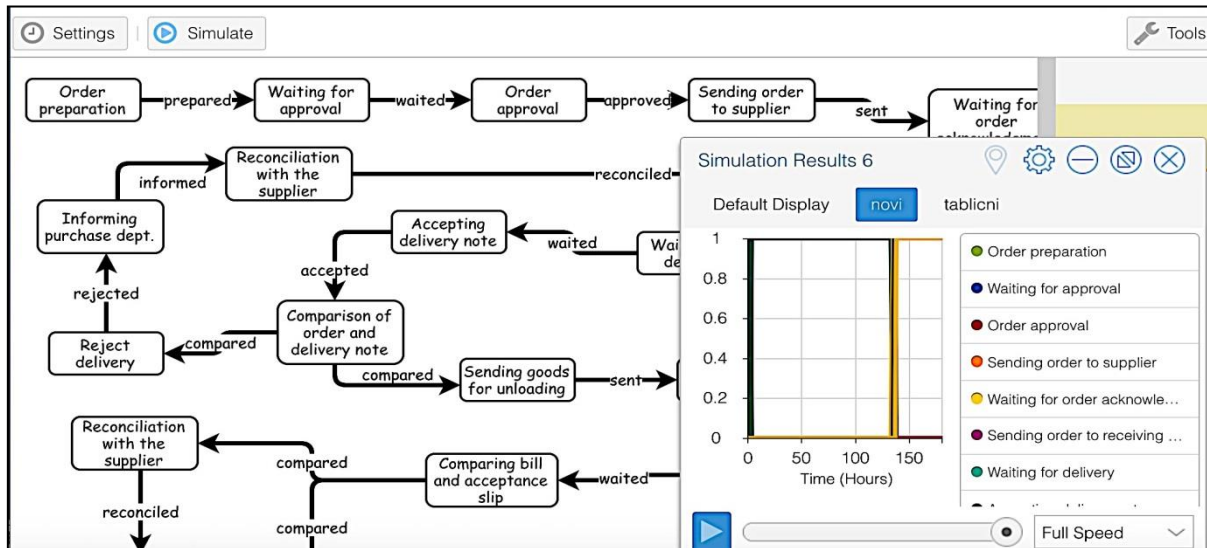 Settings
Simulate
Tools
Order
preparation
prepared
Waiting for
approval
waited
Order
approval
approved
Sending order
to supplier
sent
Waiting for
order
informed
Reconciliation
with the
supplier
reconciled
Informing
purchase dept.
Accepting
delivery note
waited
rejected
accepted
Reject
delivery
compared
Comparison of
order and
delivery note
compared
Sending goods
for unloading
sent
Reconciliation
with the
supplier
compared
Comparing bill
and acceptance
slip
waited
reconciled
compared
Simulation Results 6
Default Display
novi
tablicni
1
0.8
0.6
0.4
0.2
0
0
50
100
150
Time (Hours)
Order preparation
Waiting for approval
Order approval
Sending order to supplier
Waiting for order acknowle...
Sending order to receiving ...
Waiting for delivery
Full Speed